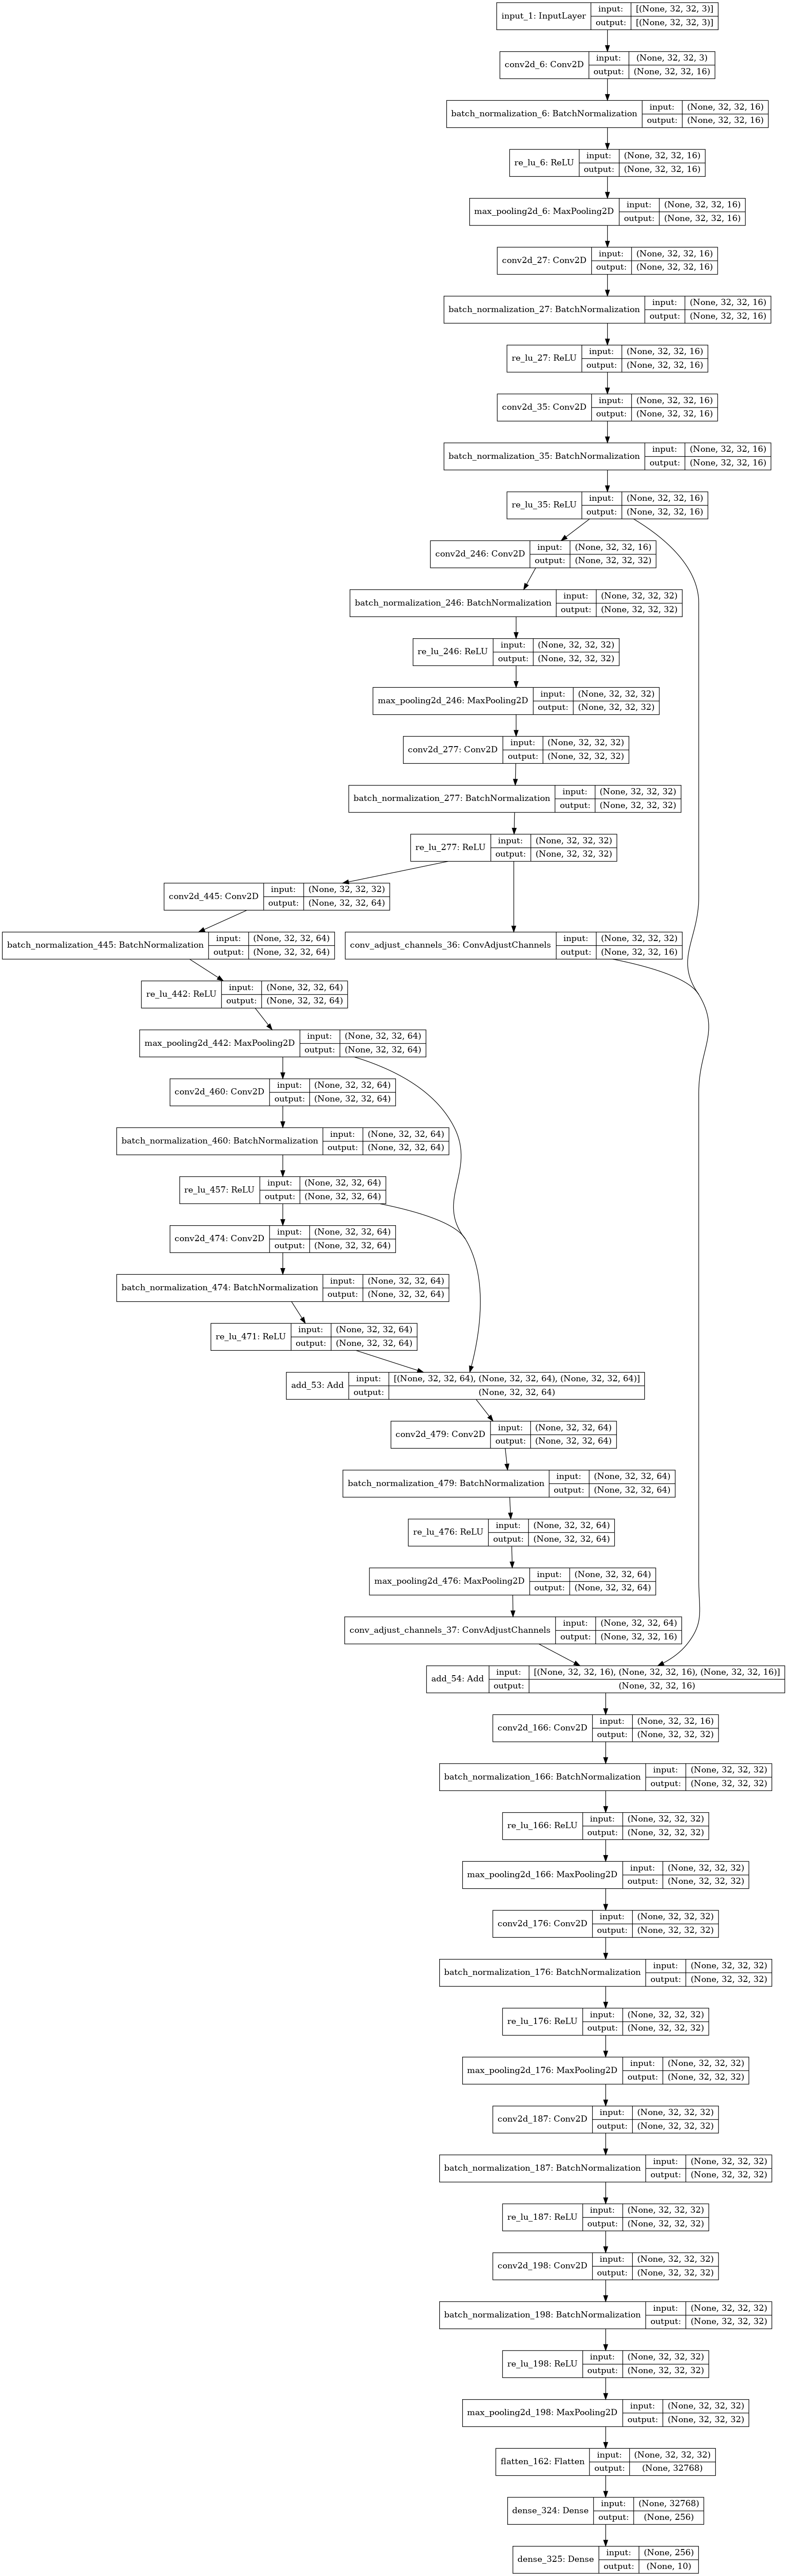 input_1: InputLayer input: [(None, 32, 32, 3)]
output: [(None, 32, 32, 3)]
conv2d_6: Conv2D input: (None, 32, 32, 3)
output: (None, 32, 32, 16)
batch_normalization_6: BatchNormalization input: (None, 32, 32, 16)
output: (None, 32, 32, 16)
re_lu_6: ReLU input: (None, 32, 32, 16)
output: (None, 32, 32, 16)
max_pooling2d_6: MaxPooling2D input: (None, 32, 32, 16)
output: (None, 32, 32, 16)
conv2d_27: Conv2D input: (None, 32, 32, 16)
output: (None, 32, 32, 16)
batch_normalization_27: BatchNormalization input: (None, 32, 32, 16)
output: (None, 32, 32, 16)
re_lu_27: ReLU input: (None, 32, 32, 16)
output: (None, 32, 32, 16)
conv2d_35: Conv2D input: (None, 32, 32, 16)
output: (None, 32, 32, 16)
batch_normalization_35: BatchNormalization input: (None, 32, 32, 16)
output: (None, 32, 32, 16)
re_lu_35: ReLU input: (None, 32, 32, 16)
output: (None, 32, 32, 16)
conv2d_246: Conv2D input: (None, 32, 32, 16)
output: (None, 32, 32, 32)
batch_normalization_246: BatchNormalization input: (None, 32, 32, 32)
output: (None, 32, 32, 32)
re_lu_246: ReLU input: (None, 32, 32, 32)
output: (None, 32, 32, 32)
max_pooling2d_246: MaxPooling2D input: (None, 32, 32, 32)
output: (None, 32, 32, 32)
conv2d_277: Conv2D input: (None, 32, 32, 32)
output: (None, 32, 32, 32)
batch_normalization_277: BatchNormalization input: (None, 32, 32, 32)
output: (None, 32, 32, 32)
re_lu_277: ReLU input: (None, 32, 32, 32)
output: (None, 32, 32, 32)
conv2d_445: Conv2D input: (None, 32, 32, 32)
output: (None, 32, 32, 64)
batch_normalization_445: BatchNormalization input: (None, 32, 32, 64)
output: (None, 32, 32, 64)
conv_adjust_channels_36: ConvAdjustChannels input: (None, 32, 32, 32)
output: (None, 32, 32, 16)
re_lu_442: ReLU input: (None, 32, 32, 64)
output: (None, 32, 32, 64)
max_pooling2d_442: MaxPooling2D input: (None, 32, 32, 64)
output: (None, 32, 32, 64)
conv2d_460: Conv2D input: (None, 32, 32, 64)
output: (None, 32, 32, 64)
batch_normalization_460: BatchNormalization input: (None, 32, 32, 64)
output: (None, 32, 32, 64)
re_lu_457: ReLU input: (None, 32, 32, 64)
output: (None, 32, 32, 64)
conv2d_474: Conv2D input: (None, 32, 32, 64)
output: (None, 32, 32, 64)
batch_normalization_474: BatchNormalization input: (None, 32, 32, 64)
output: (None, 32, 32, 64)
re_lu_471: ReLU input: (None, 32, 32, 64)
output: (None, 32, 32, 64)
add_53: Add input: [(None, 32, 32, 64), (None, 32, 32, 64), (None, 32, 32, 64)]
output: (None, 32, 32, 64)
conv2d_479: Conv2D input: (None, 32, 32, 64)
output: (None, 32, 32, 64)
batch_normalization_479: BatchNormalization input: (None, 32, 32, 64)
output: (None, 32, 32, 64)
re_lu_476: ReLU input: (None, 32, 32, 64)
output: (None, 32, 32, 64)
max_pooling2d_476: MaxPooling2D input: (None, 32, 32, 64)
output: (None, 32, 32, 64)
conv_adjust_channels_37: ConvAdjustChannels input: (None, 32, 32, 64)
output: (None, 32, 32, 16)
add_54: Add input: [(None, 32, 32, 16), (None, 32, 32, 16), (None, 32, 32, 16)]
output: (None, 32, 32, 16)
conv2d_166: Conv2D input: (None, 32, 32, 16)
output: (None, 32, 32, 32)
batch_normalization_166: BatchNormalization input: (None, 32, 32, 32)
output: (None, 32, 32, 32)
re_lu_166: ReLU input: (None, 32, 32, 32)
output: (None, 32, 32, 32)
max_pooling2d_166: MaxPooling2D input: (None, 32, 32, 32)
output: (None, 32, 32, 32)
conv2d_176: Conv2D input: (None, 32, 32, 32)
output: (None, 32, 32, 32)
batch_normalization_176: BatchNormalization input: (None, 32, 32, 32)
output: (None, 32, 32, 32)
re_lu_176: ReLU input: (None, 32, 32, 32)
output: (None, 32, 32, 32)
max_pooling2d_176: MaxPooling2D input: (None, 32, 32, 32)
output: (None, 32, 32, 32)
conv2d_187: Conv2D input: (None, 32, 32, 32)
output: (None, 32, 32, 32)
batch_normalization_187: BatchNormalization input: (None, 32, 32, 32)
output: (None, 32, 32, 32)
re_lu_187: ReLU input: (None, 32, 32, 32)
output: (None, 32, 32, 32)
conv2d_198: Conv2D input: (None, 32, 32, 32)
output: (None, 32, 32, 32)
batch_normalization_198: BatchNormalization input: (None, 32, 32, 32)
output: (None, 32, 32, 32)
re_lu_198: ReLU input: (None, 32, 32, 32)
output: (None, 32, 32, 32)
max_pooling2d_198: MaxPooling2D input: (None, 32, 32, 32)
output: (None, 32, 32, 32)
flatten_162: Flatten input: (None, 32, 32, 32)
output: (None, 32768)
dense_324: Dense input: (None, 32768)
output: (None, 256)
dense_325: Dense input: (None, 256)
output: (None, 10)